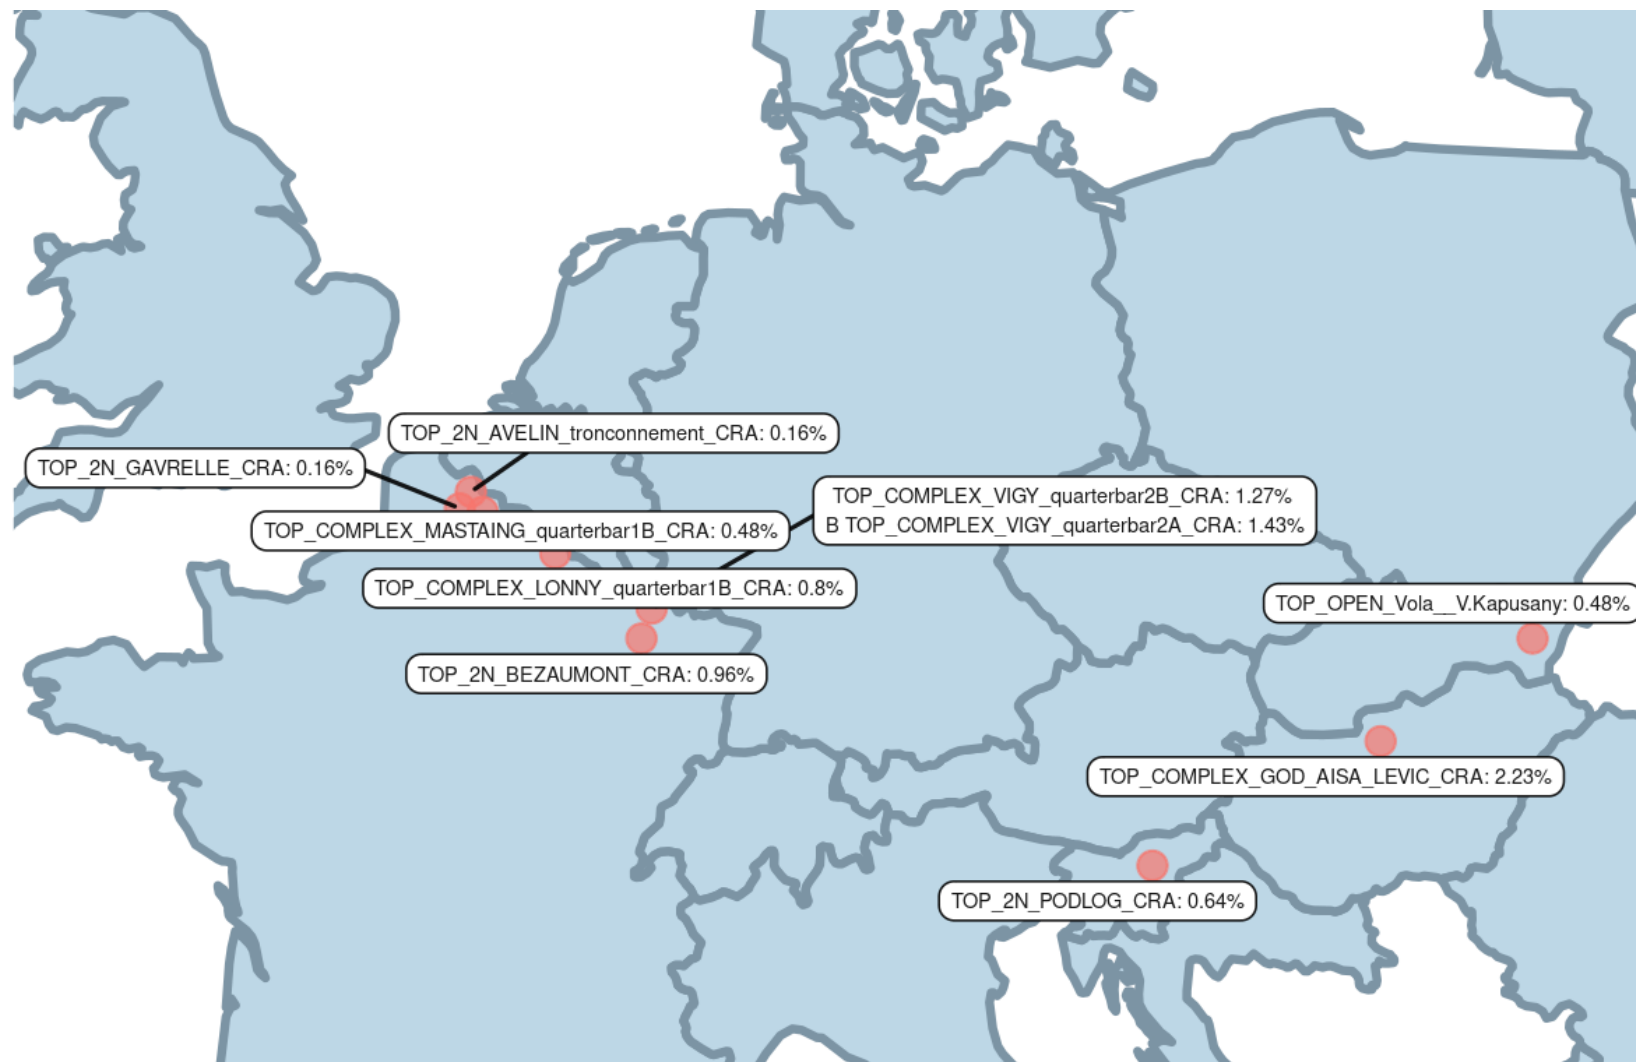 TOP_2N_AVELIN_tronconnement_CRA: 0.16%
TOP_2N_GAVRELLE_CRA: 0.16%
TOP_COMPLEX_VIGY_quarterbar2B_CRA: 1.27%
B TOP_COMPLEX_VIGY_quarterbar2A_CRA: 1.43%
TOP_COMPLEX_MASTAING_quarterbar1B_CRA: 0.48%
TOP_COMPLEX_LONNY_quarterbar1B_CRA: 0.8%
TOP_OPEN_Vola__V.Kapusany: 0.48%
TOP_2N_BEZAUMONT_CRA: 0.96%
TOP_COMPLEX_GOD_AISA_LEVIC_CRA: 2.23%
TOP_2N_PODLOG_CRA: 0.64%